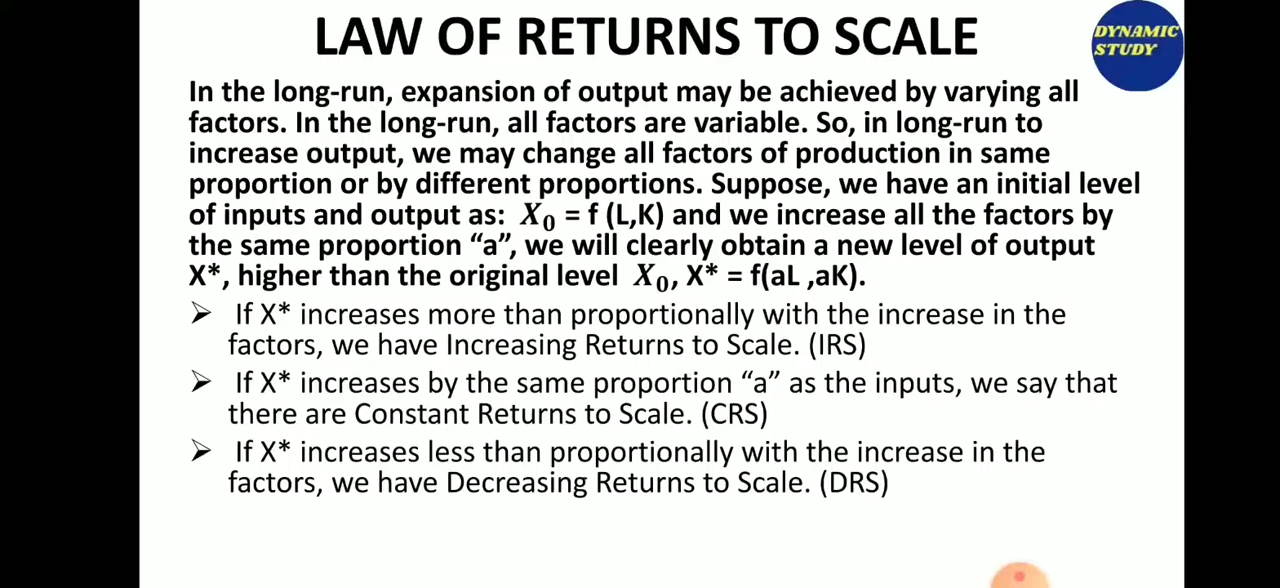 LAW OF RETURNS TO SCALE
DYNAMIC
STUDY
In the long-run, expansion of output may be achieved by varying all
factors. In the long-run, all factors are variable. So, in long-run to
increase output, we may change all factors of production in same
proportion or by different proportions. Suppose, we have an initial level
of inputs and output as: X₀ = f (L,K) and we increase all the factors by
the same proportion “a”, we will clearly obtain a new level of output
X*, higher than the original level X₀, X* = f(aL ,aK).
➢ If X* increases more than proportionally with the increase in the
factors, we have Increasing Returns to Scale. (IRS)
➢ If X* increases by the same proportion “a” as the inputs, we say that
there are Constant Returns to Scale. (CRS)
➢ If X* increases less than proportionally with the increase in the
factors, we have Decreasing Returns to Scale. (DRS)